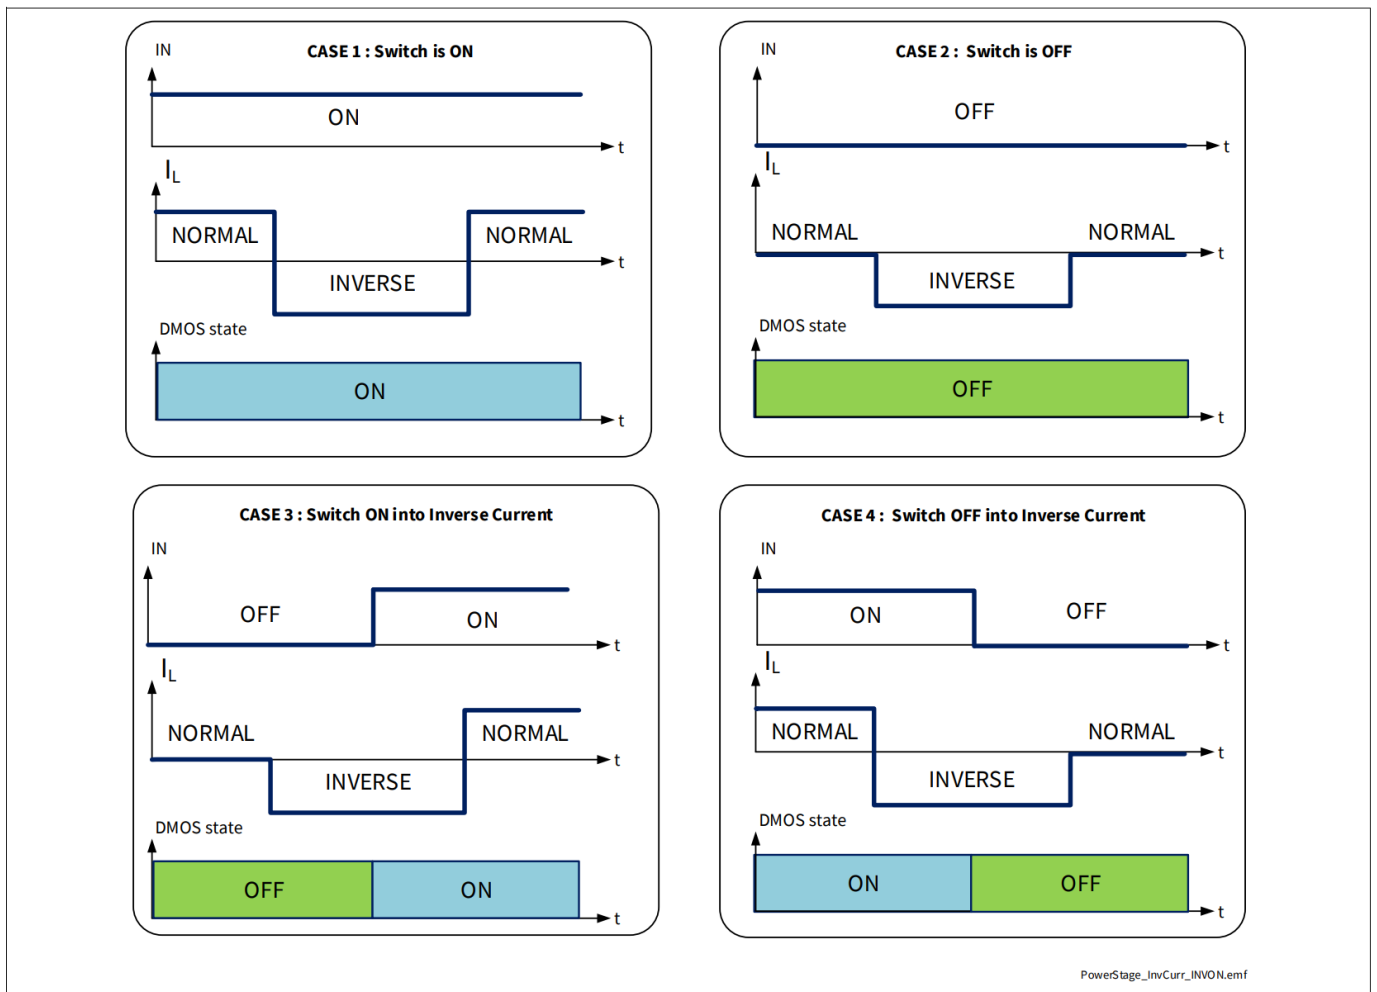 CASE 1 : Switch is ON
IN
ON
t
IL
NORMAL
NORMAL
t
INVERSE
DMOS state
ON
t
CASE 2 : Switch is OFF
IN
OFF
t
IL
NORMAL
NORMAL
t
INVERSE
DMOS state
OFF
t
CASE 3 : Switch ON into Inverse Current
IN
OFF
ON
t
IL
NORMAL
NORMAL
t
INVERSE
DMOS state
OFF
ON
t
CASE 4 : Switch OFF into Inverse Current
IN
ON
OFF
t
IL
NORMAL
NORMAL
t
INVERSE
DMOS state
ON
OFF
t
PowerStage_InvCurr_INVON.emf